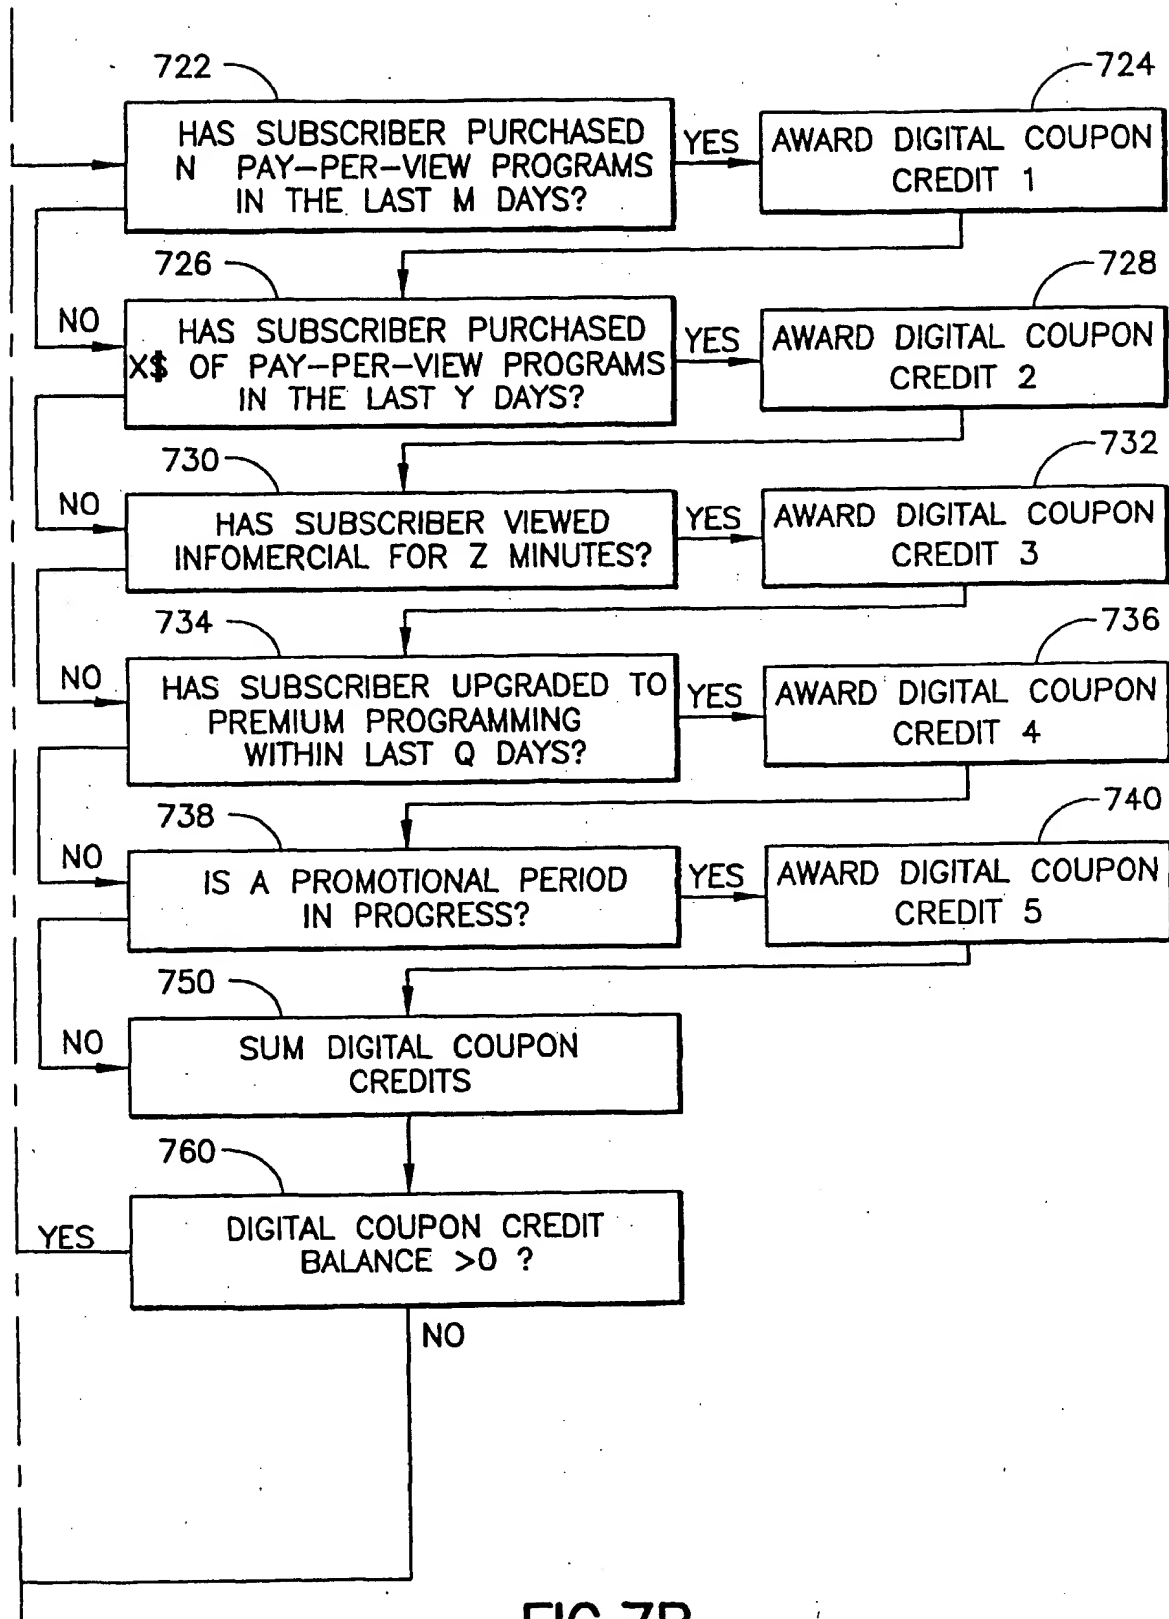 722
724
HAS SUBSCRIBER PURCHASED
N PAY-PER-VIEW PROGRAMS
IN THE LAST M DAYS?
YES
AWARD DIGITAL COUPON
CREDIT 1
726
728
NO
HAS SUBSCRIBER PURCHASED
X$ OF PAY-PER-VIEW PROGRAMS
IN THE LAST Y DAYS?
YES
AWARD DIGITAL COUPON
CREDIT 2
730
732
NO
HAS SUBSCRIBER VIEWED
INFOMERCIAL FOR Z MINUTES?
YES
AWARD DIGITAL COUPON
CREDIT 3
734
736
NO
HAS SUBSCRIBER UPGRADED TO
PREMIUM PROGRAMMING
WITHIN LAST Q DAYS?
YES
AWARD DIGITAL COUPON
CREDIT 4
738
740
NO
IS A PROMOTIONAL PERIOD
IN PROGRESS?
YES
AWARD DIGITAL COUPON
CREDIT 5
750
NO
SUM DIGITAL COUPON
CREDITS
760
YES
DIGITAL COUPON CREDIT
BALANCE >0 ?
NO
FIG.7B